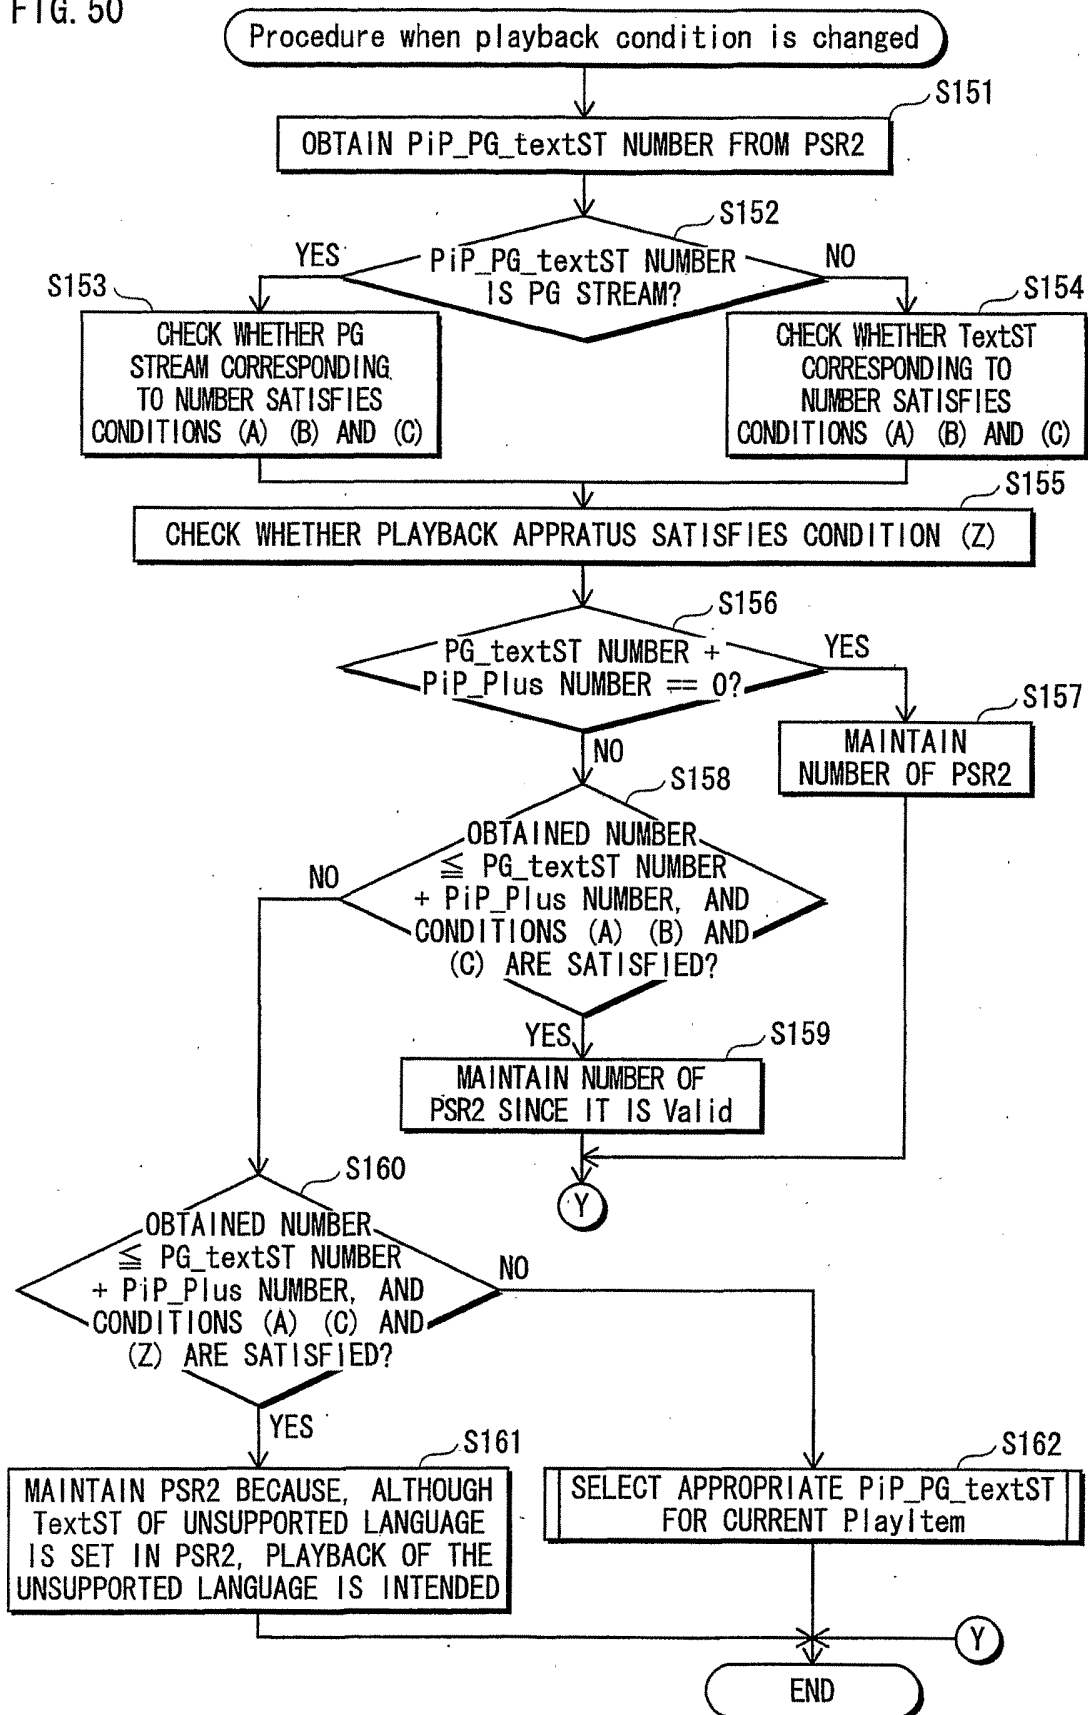 FIG. 50
Procedure when playback condition is changed
S151
OBTAIN PiP_PG_textST NUMBER FROM PSR2
S152
PiP_PG_textST NUMBER
IS PG STREAM?
YES
NO
S153
CHECK WHETHER PG
STREAM CORRESPONDING
TO NUMBER SATISFIES
CONDITIONS (A) (B) AND (C)
S154
CHECK WHETHER TextST
CORRESPONDING TO
NUMBER SATISFIES
CONDITIONS (A) (B) AND (C)
S155
CHECK WHETHER PLAYBACK APPRATUS SATISFIES CONDITION (Z)
S156
PG_textST NUMBER +
PiP_Plus NUMBER == 0?
YES
NO
S157
MAINTAIN
NUMBER OF PSR2
S158
OBTAINED NUMBER
≦ PG_textST NUMBER
+ PiP_Plus NUMBER, AND
CONDITIONS (A) (B) AND
(C) ARE SATISFIED?
NO
YES
S159
MAINTAIN NUMBER OF
PSR2 SINCE IT IS Valid
Y
S160
OBTAINED NUMBER
≦ PG_textST NUMBER
+ PiP_Plus NUMBER, AND
CONDITIONS (A) (C) AND
(Z) ARE SATISFIED?
NO
YES
S161
MAINTAIN PSR2 BECAUSE, ALTHOUGH
TextST OF UNSUPPORTED LANGUAGE
IS SET IN PSR2, PLAYBACK OF THE
UNSUPPORTED LANGUAGE IS INTENDED
S162
SELECT APPROPRIATE PiP_PG_textST
FOR CURRENT PlayItem
Y
END